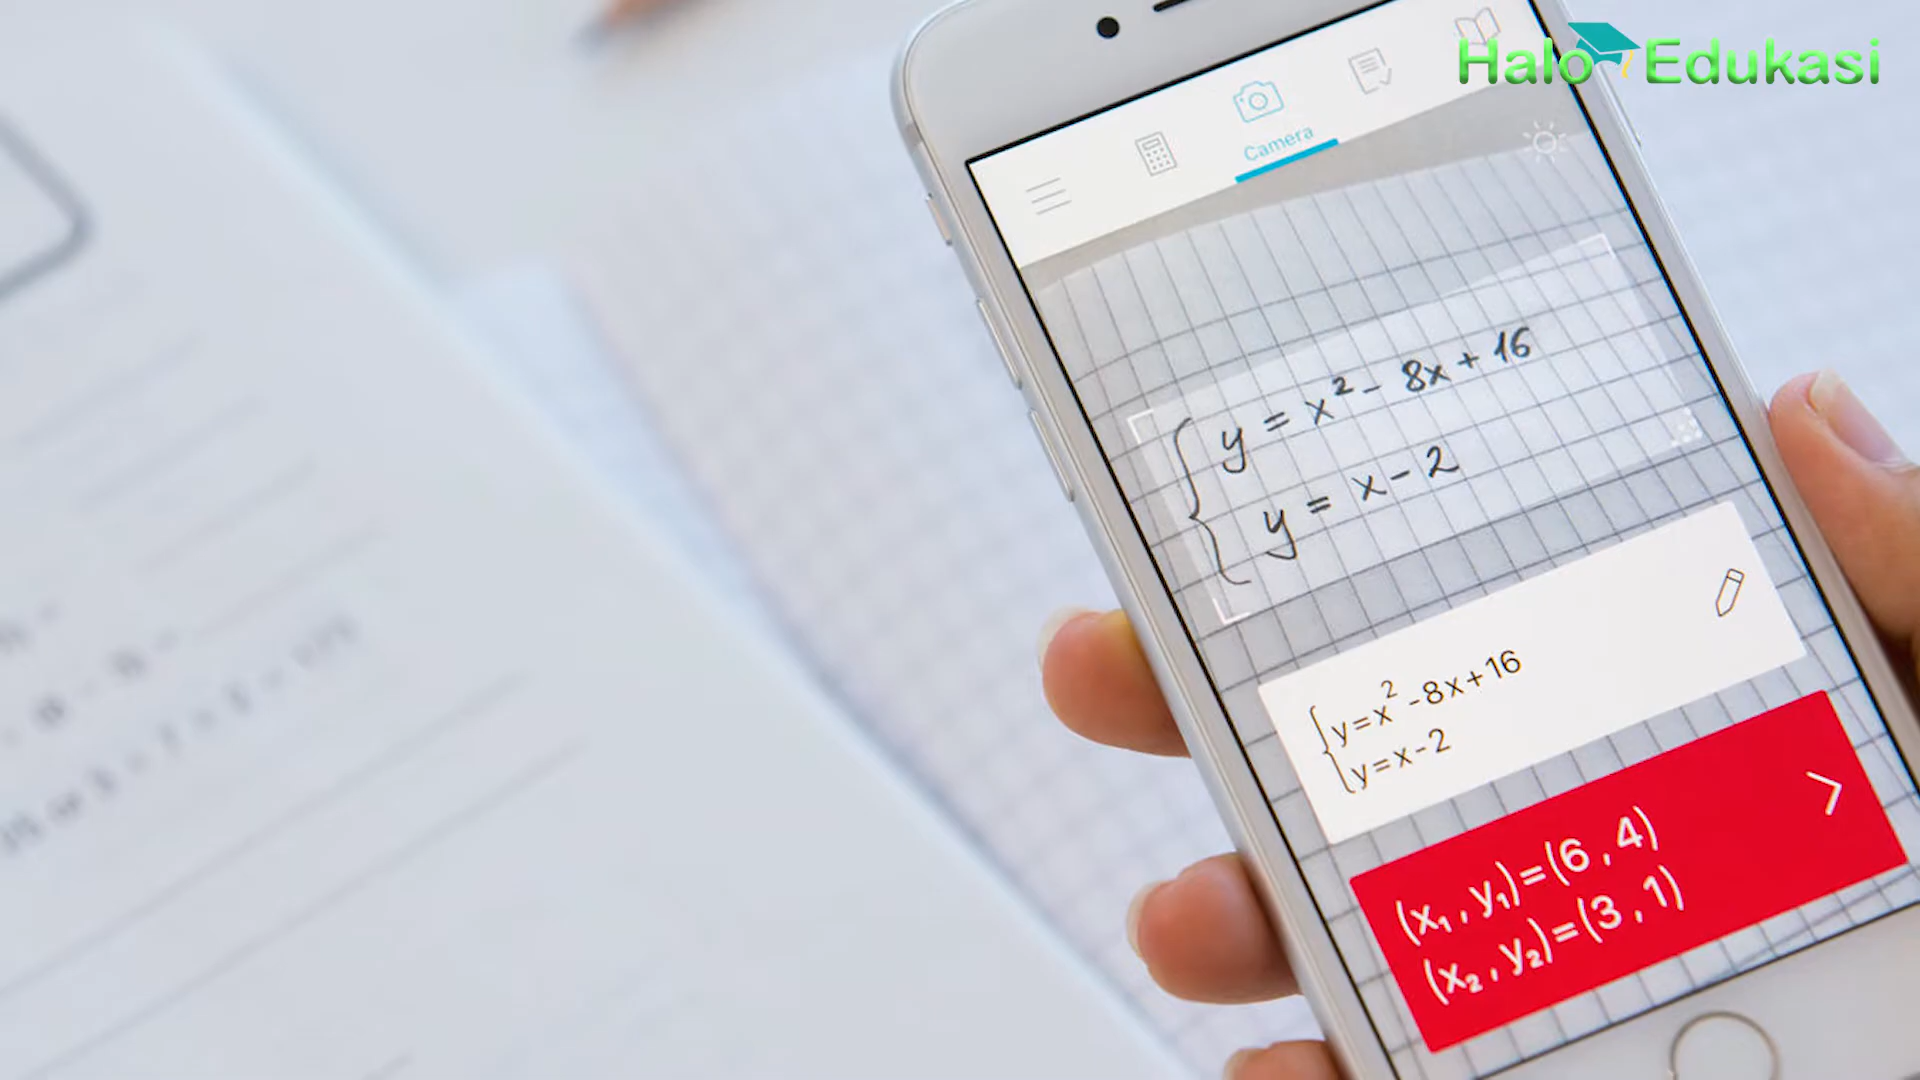 Halo Edukasi
Camera
y = x² - 8x + 16
y = x - 2
y=x²-8x+16
y=x-2
(x₁, y₁)=(6, 4)
(x₂, y₂)=(3, 1)